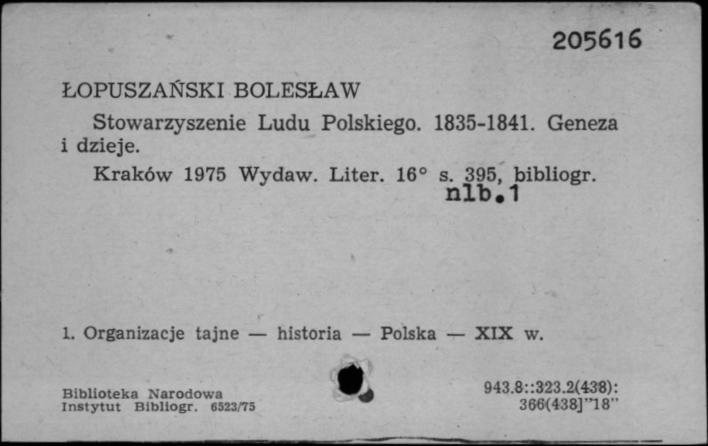 205616
ŁOPUSZAŃSKI BOLESŁAW
Stowarzyszenie Ludu Polskiego. 1835-1841. Geneza
i dzieje.
Kraków 1975 Wydaw. Liter. 16° s. 395, bibliogr.
nlb.1
1. Organizacje tajne — historia — Polska — XIX w.
943.8::323.2(438):
Biblioteka Narodowa
366(438]"18"
Instytut Bibliogr. 6523/75